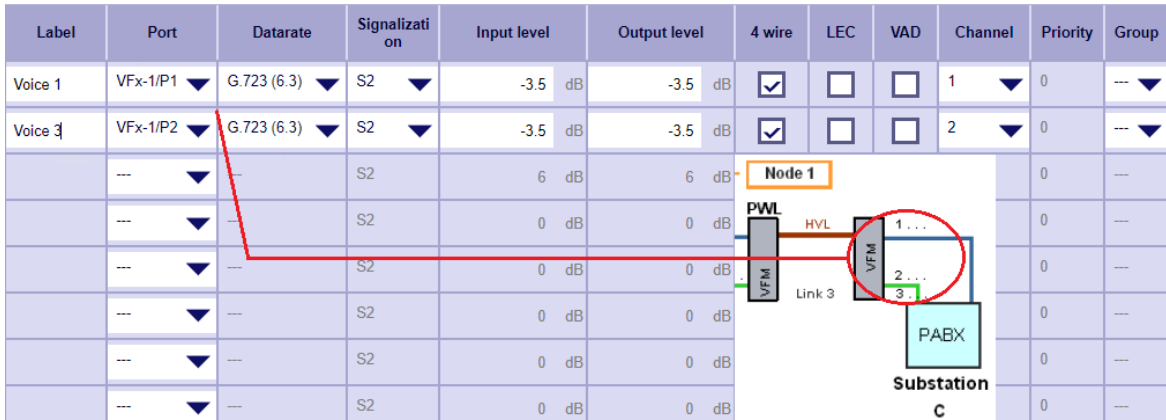 Label Port Datarate Signalizati on Input level Output level 4 wire LEC VAD Channel Priority Group
Voice 1 VFx-1/P1 G.723 (6.3) S2 -3.5 dB -3.5 dB 1 0 ---
Voice 3 VFx-1/P2 G.723 (6.3) S2 -3.5 dB -3.5 dB 2 0 ---
--- --- S2 6 dB 6 dB 0 ---
--- --- S2 0 dB 0 dB 0 ---
--- --- S2 0 dB 0 dB 0 ---
--- --- S2 0 dB 0 dB 0 ---
--- --- S2 0 dB 0 dB 0 ---
--- --- S2 0 dB 0 dB 0 ---
Node 1
PWL
HVL
1 . . .
VFM
VFM
2 . . .
Link 3
3 . . .
PABX
Substation
C